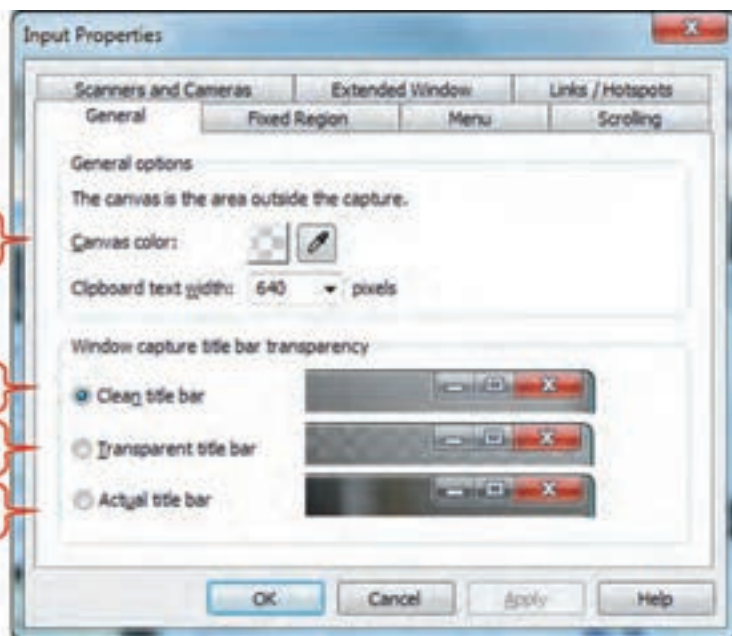 Input Properties
Scanners and Cameras Extended Window Links / Hotspots
General Fixed Region Menu Scrolling
General options
The canvas is the area outside the capture.
Canvas color:
Clipboard text width: 640 pixels
Window capture title bar transparency
Clean title bar
Transparent title bar
Actual title bar
OK Cancel Apply Help